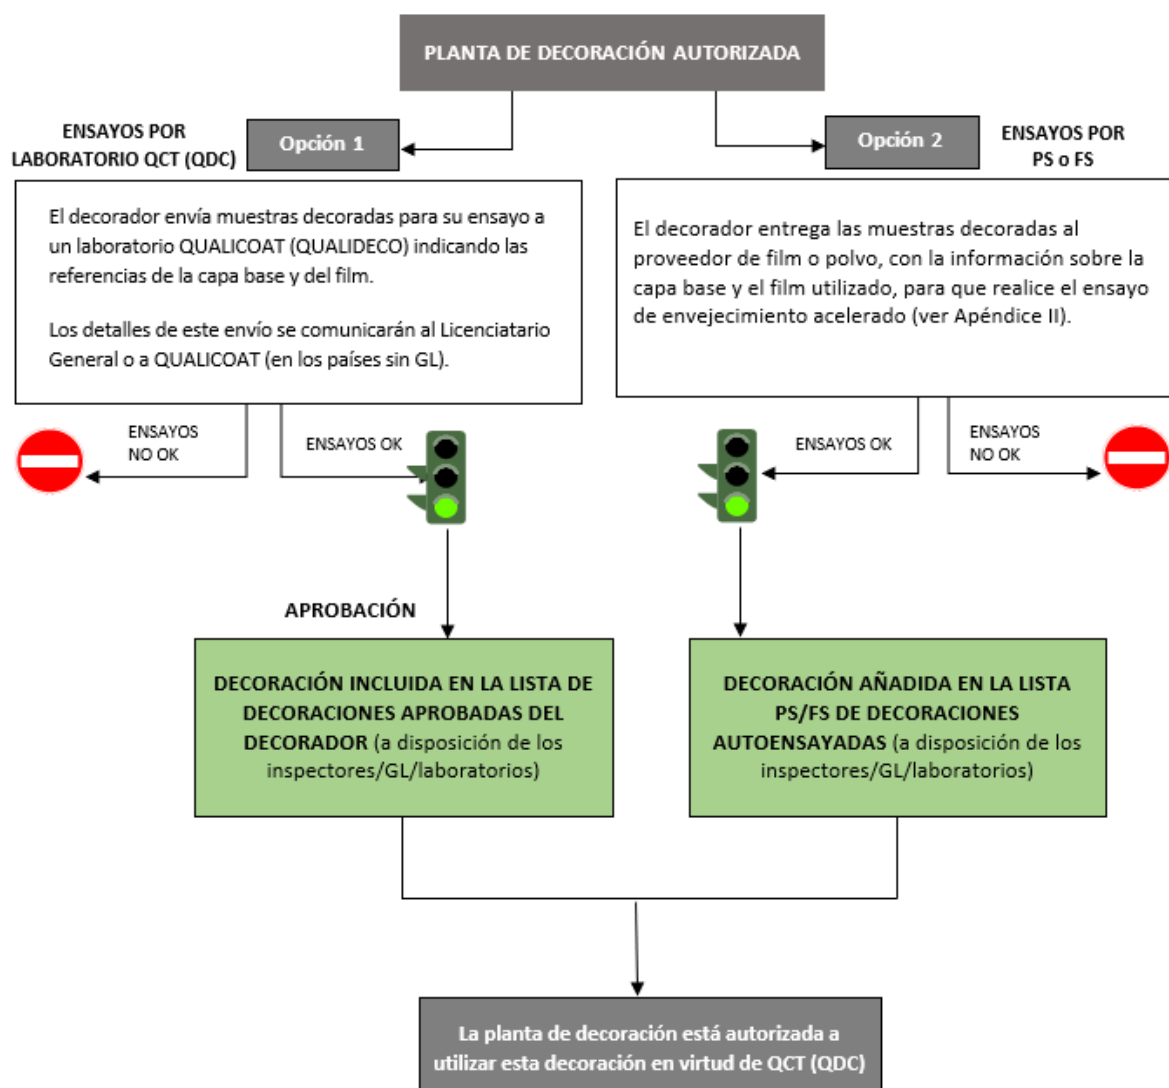 PLANTA DE DECORACIÓN AUTORIZADA
ENSAYOS POR
LABORATORIO QCT (QDC)
Opción 1
Opción 2
ENSAYOS POR
PS o FS
El decorador envía muestras decoradas para su ensayo a
un laboratorio QUALICOAT (QUALIDECO) indicando las
referencias de la capa base y del film.
Los detalles de este envío se comunicarán al Licenciatario
General o a QUALICOAT (en los países sin GL).
El decorador entrega las muestras decoradas al
proveedor de film o polvo, con la información sobre la
capa base y el film utilizado, para que realice el ensayo
de envejecimiento acelerado (ver Apéndice II).
ENSAYOS
NO OK
ENSAYOS OK
ENSAYOS OK
ENSAYOS
NO OK
APROBACIÓN
DECORACIÓN INCLUIDA EN LA LISTA DE
DECORACIONES APROBADAS DEL
DECORADOR (a disposición de los
inspectores/GL/laboratorios)
DECORACIÓN AÑADIDA EN LA LISTA
PS/FS DE DECORACIONES
AUTOENSAYADAS (a disposición de los
inspectores/GL/laboratorios)
La planta de decoración está autorizada a
utilizar esta decoración en virtud de QCT (QDC)